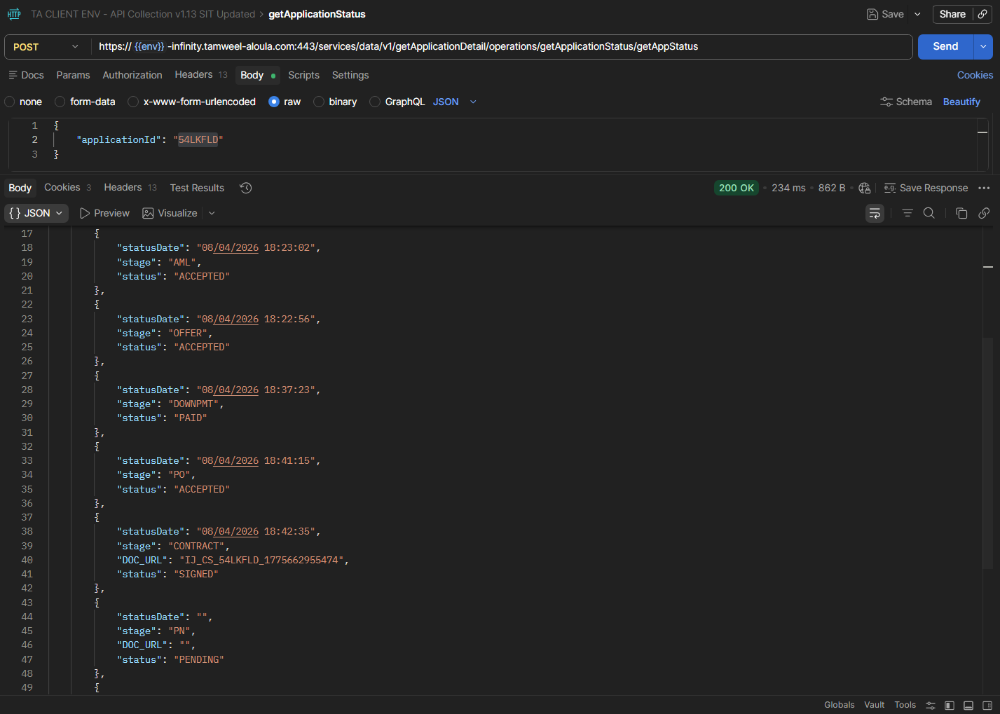 HTTP TA CLIENT ENV - API Collection v1.13 SIT Updated > getApplicationStatus Save Share
POST https:// {{env}} -infinity.tamweel-aloula.com:443/services/data/v1/getApplicationDetail/operations/getApplicationStatus/getAppStatus Send
Docs Params Authorization Headers 13 Body Scripts Settings Cookies
none form-data x-www-form-urlencoded raw binary GraphQL JSON Schema Beautify
1 {
2 "applicationId": "54LKFLD"
3 }
Body Cookies 3 Headers 13 Test Results 200 OK 234 ms 862 B e.g. Save Response
{} JSON Preview Visualize
17 {
18 "statusDate": "08/04/2026 18:23:02",
19 "stage": "AML",
20 "status": "ACCEPTED"
21 },
22 {
23 "statusDate": "08/04/2026 18:22:56",
24 "stage": "OFFER",
25 "status": "ACCEPTED"
26 },
27 {
28 "statusDate": "08/04/2026 18:37:23",
29 "stage": "DOWNPMT",
30 "status": "PAID"
31 },
32 {
33 "statusDate": "08/04/2026 18:41:15",
34 "stage": "PO",
35 "status": "ACCEPTED"
36 },
37 {
38 "statusDate": "08/04/2026 18:42:35",
39 "stage": "CONTRACT",
40 "DOC_URL": "IJ_CS_54LKFLD_1775662955474",
41 "status": "SIGNED"
42 },
43 {
44 "statusDate": "",
45 "stage": "PN",
46 "DOC_URL": "",
47 "status": "PENDING"
48 },
49 {
Globals Vault Tools